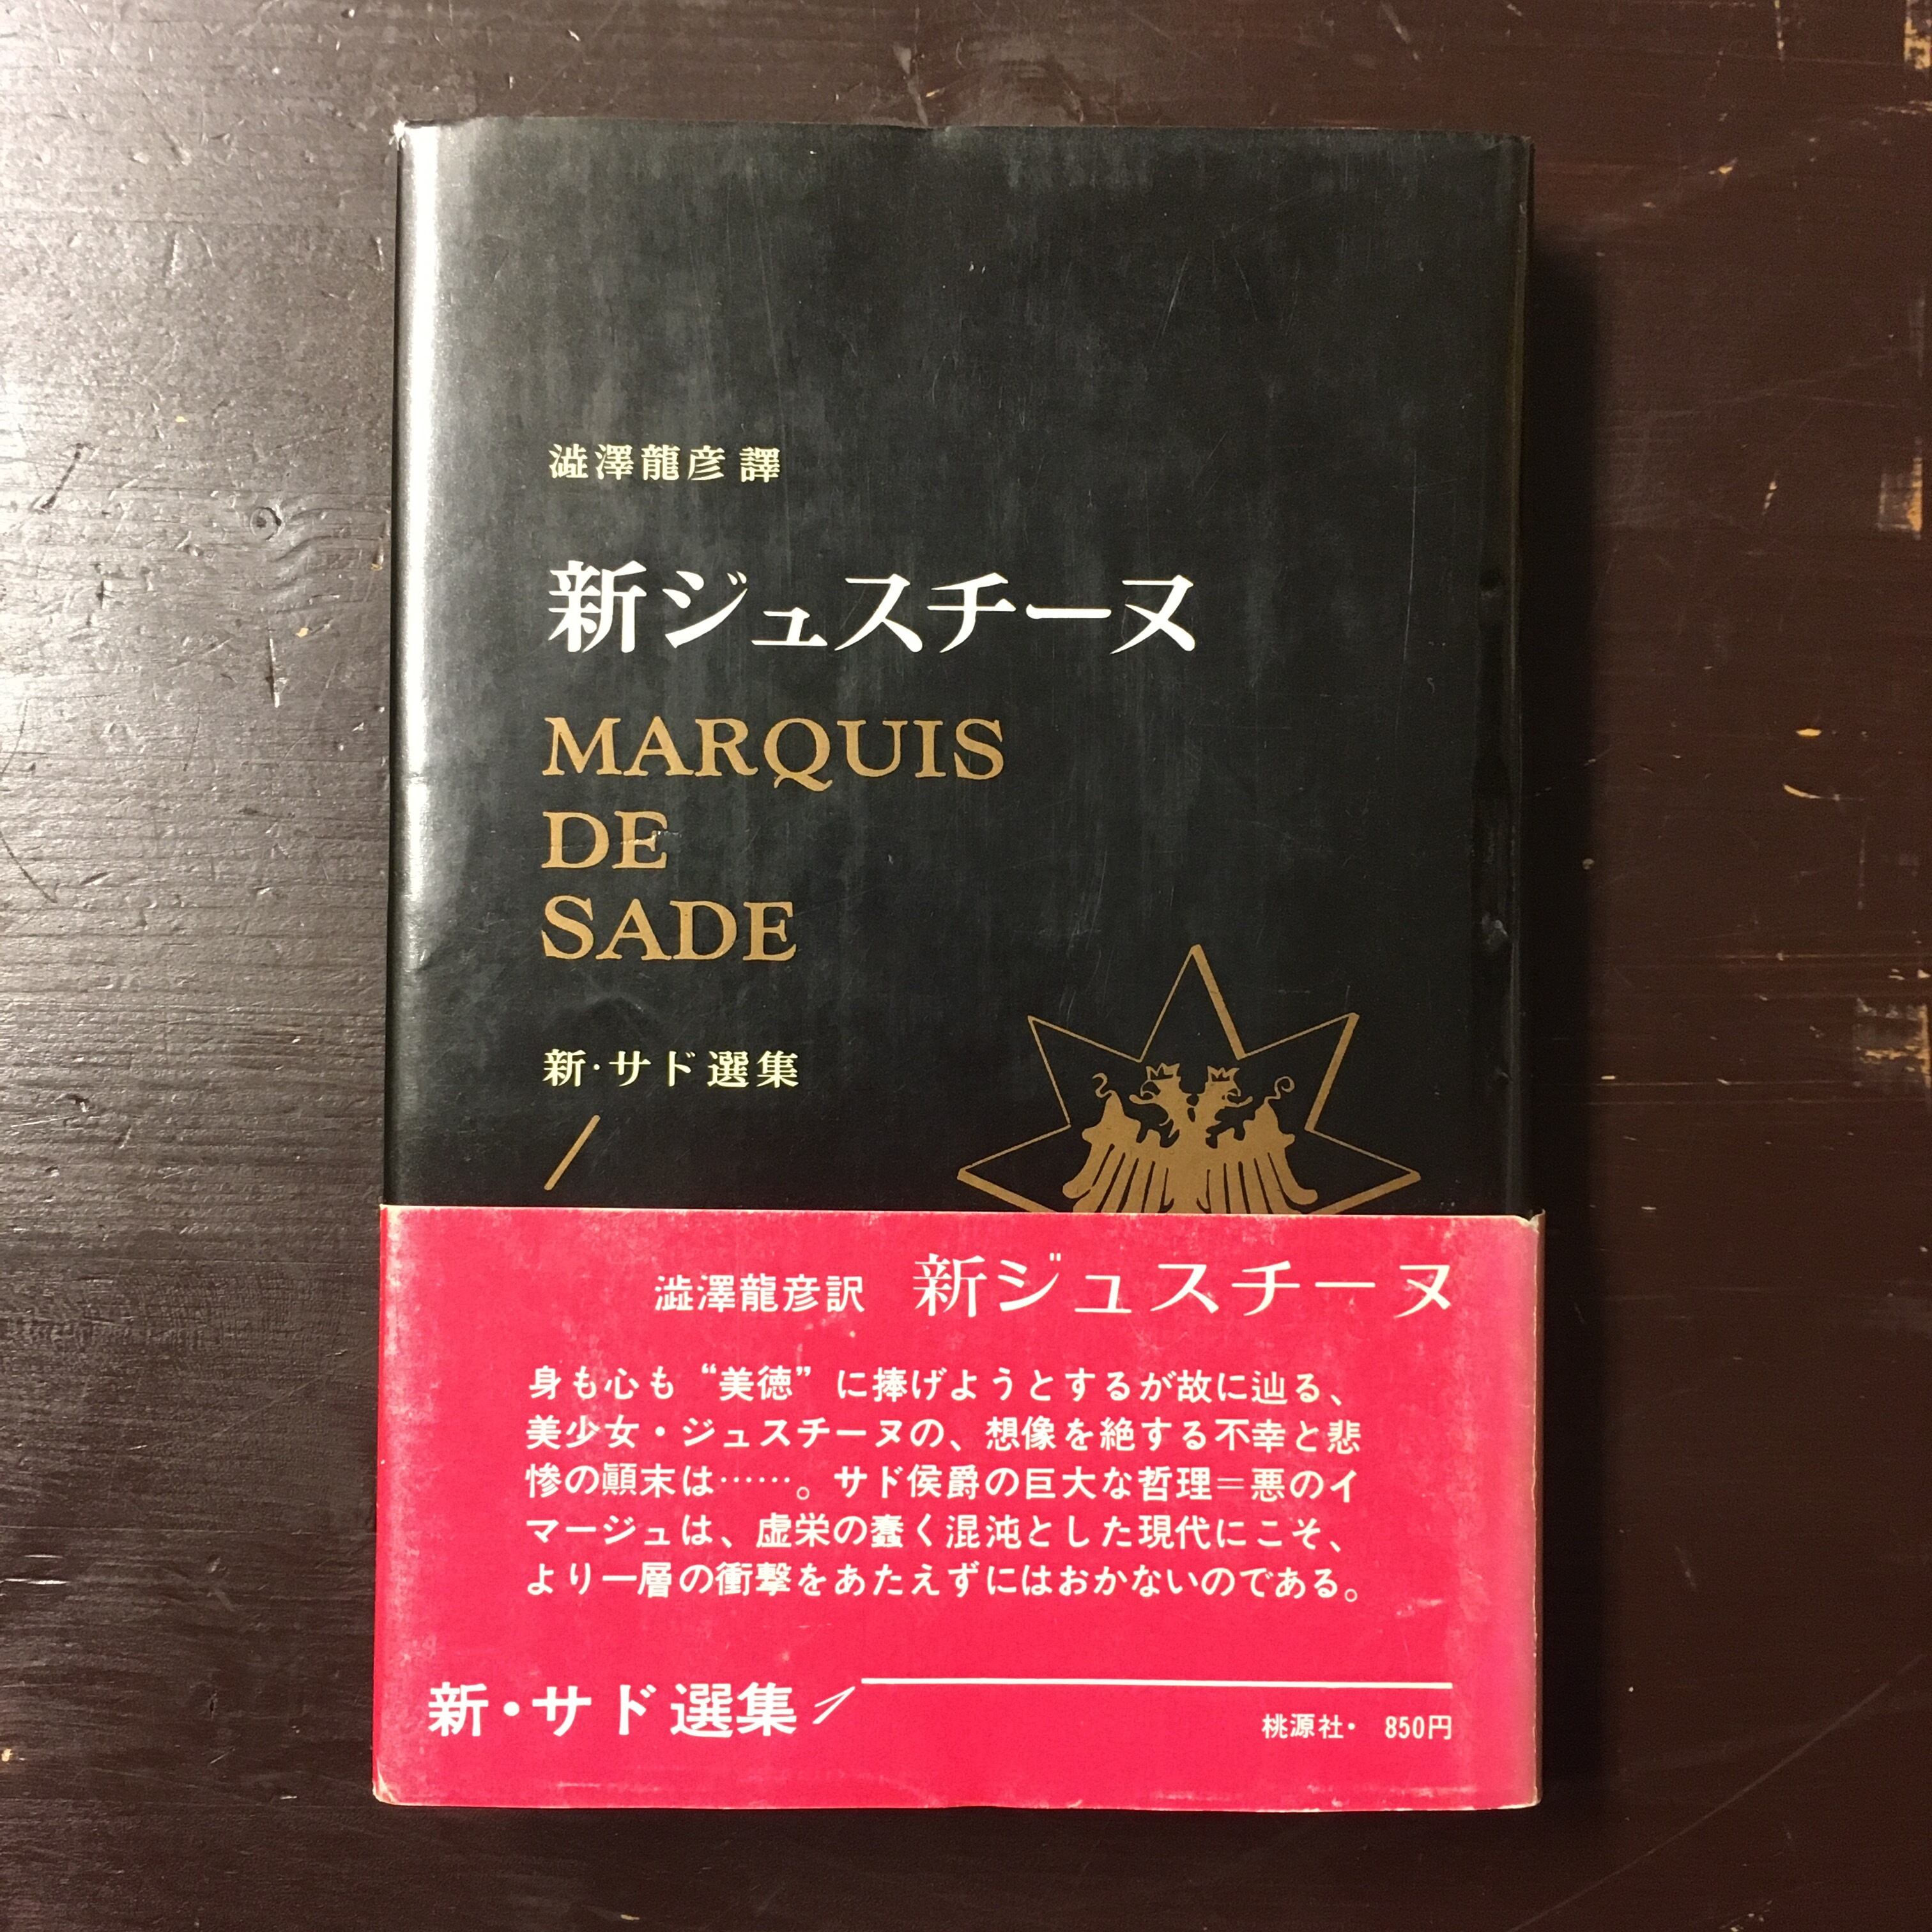 澁澤龍彦 譯
新ジュスチーヌ
MARQUIS
DE
SADE
新・サド選集
1
澁澤龍彦訳 新ジュスチーヌ
身も心も“美徳”に捧げようとするが故に辿る、
美少女・ジュスチーヌの、想像を絶する不幸と悲
惨の顚末は……。サド侯爵の巨大な哲理＝悪のイ
マージュは、虚栄の蠢く混沌とした現代にこそ、
より一層の衝撃をあたえずにはおかないのである。
新・サド選集1
桃源社・ 850円